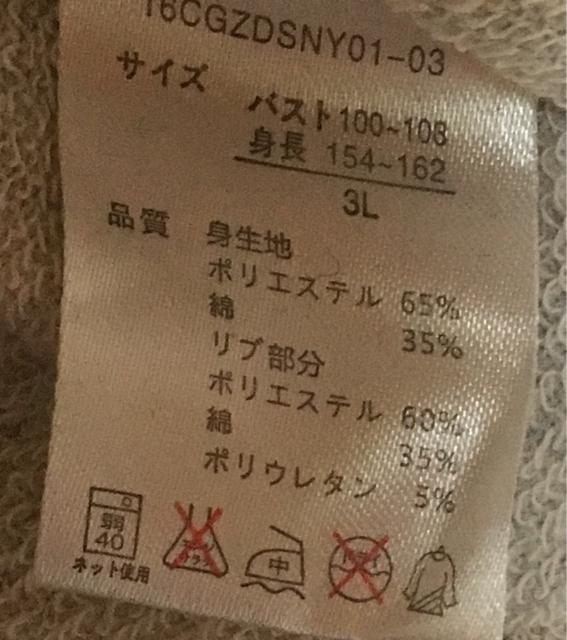 16CGZDSNY01-03
サイズ
バスト100~108
身長 154~162
3L
品質 身生地
ポリエステル 65%
綿 35%
リブ部分
ポリエステル 60%
綿 35%
ポリウレタン 5%
弱
40
ネット使用
中